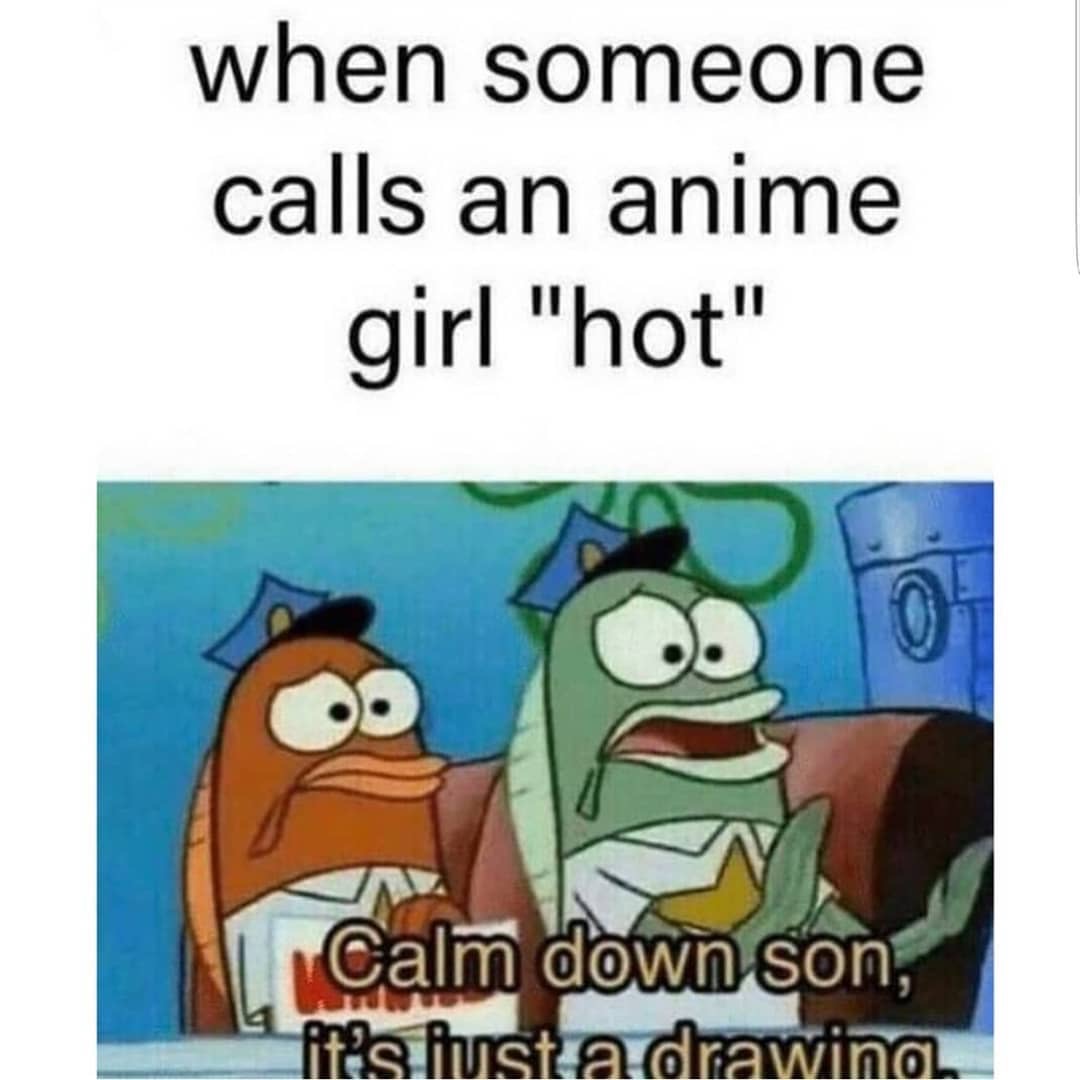 when someone
calls an anime
girl "hot"
Calm down son,
it's just a drawing.